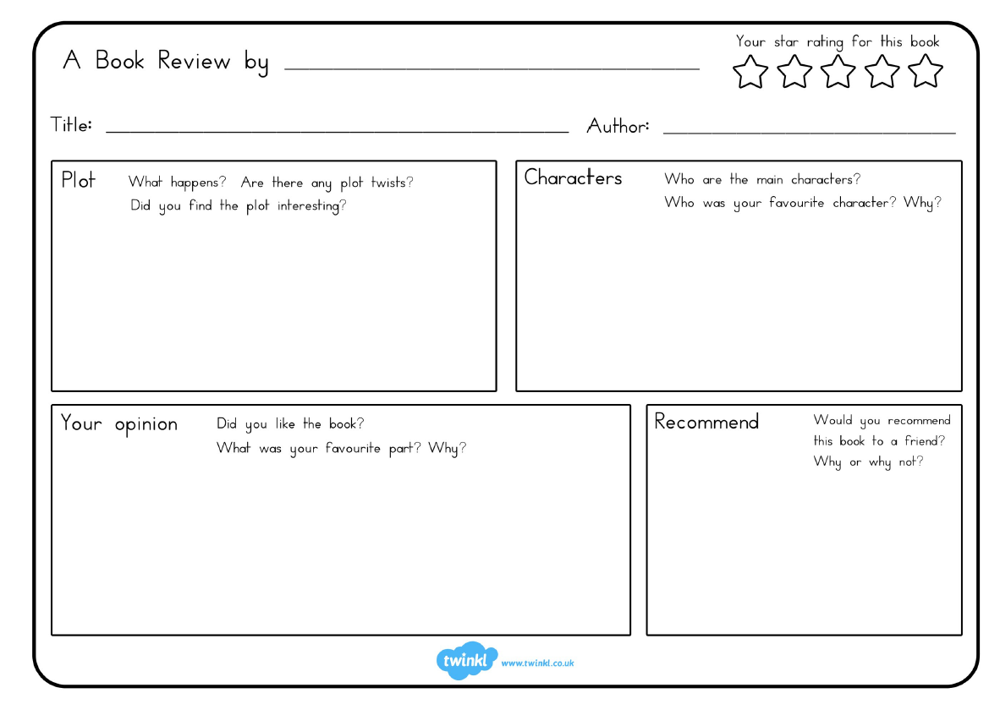 Your star rating for this book
A Book Review by
Title:
Author:
Plot
What happens? Are there any plot twists?
Did you find the plot interesting?
Characters
Who are the main characters?
Who was your favourite character? Why?
Your opinion
Did you like the book?
What was your favourite part? Why?
Recommend
Would you recommend
this book to a friend?
Why or why not?
twinkl
www.twinkl.co.uk